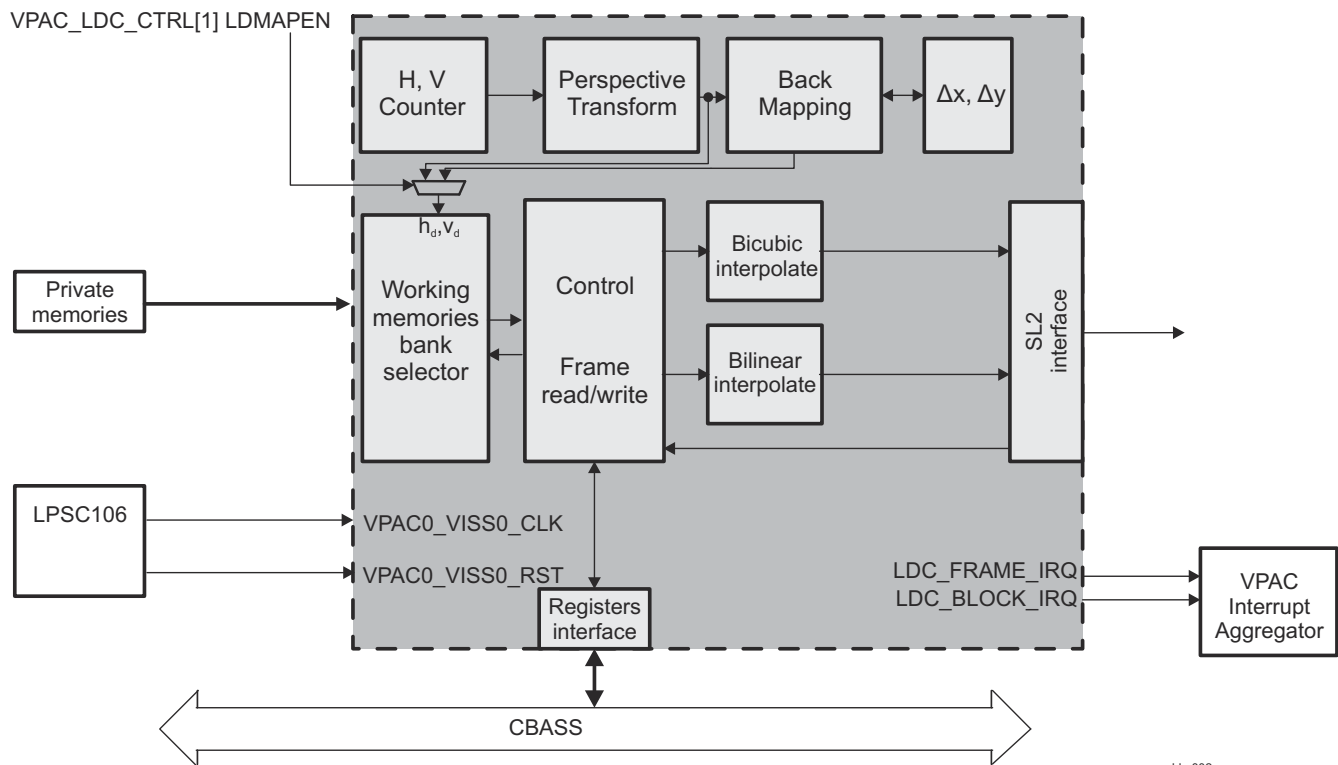 VPAC_LDC_CTRL[1] LDMAPEN
H, V
Counter
Perspective
Transform
Back
Mapping
Δx, Δy
hd,vd
Working
memories
bank
selector
Control
Frame
read/write
Bicubic
interpolate
Bilinear
interpolate
SL2
interface
Private
memories
LPSC106
VPAC0_VISS0_CLK
VPAC0_VISS0_RST
Registers
interface
LDC_FRAME_IRQ
LDC_BLOCK_IRQ
VPAC
Interrupt
Aggregator
CBASS